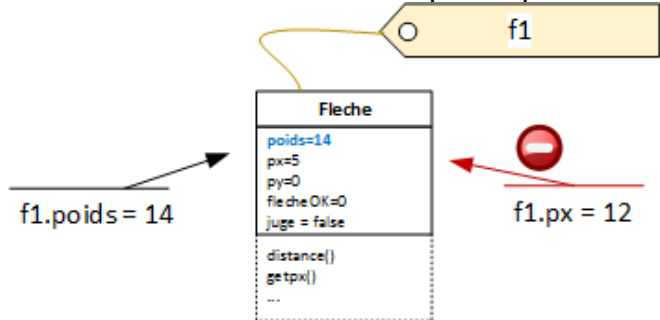 f1
Fleche
poids=14
px=5
py=0
flecheOK=0
juge = false
distance()
getpx()
...
f1.poids = 14
f1.px = 12